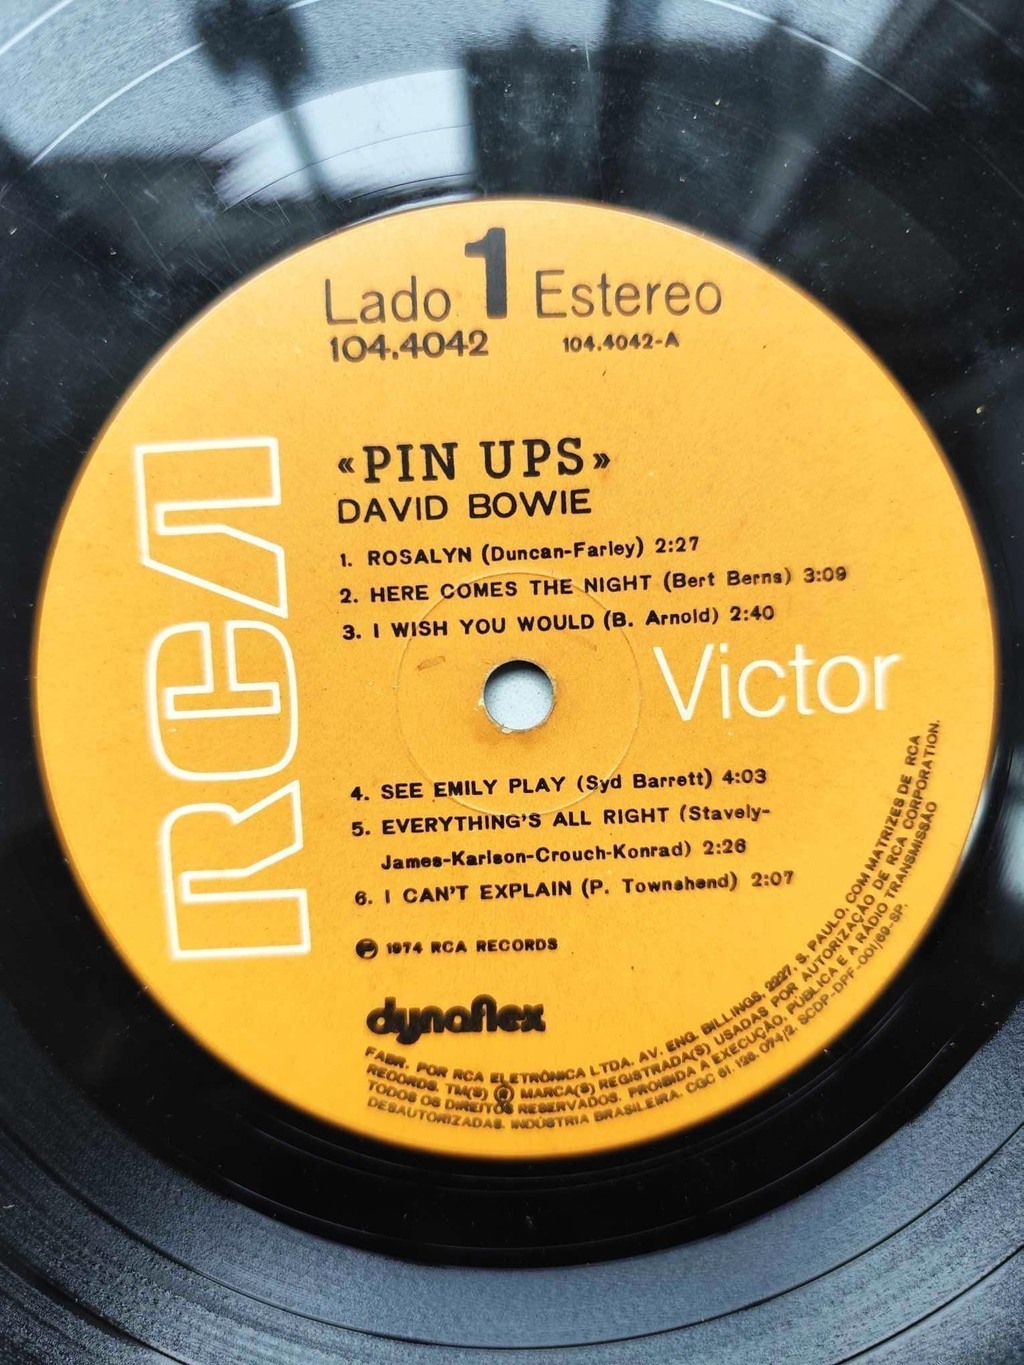 Lado 1 Estereo
104.4042 104.4042-A
«PIN UPS»
DAVID BOWIE
1. ROSALYN (Duncan-Farley) 2:27
2. HERE COMES THE NIGHT (Bert Berns) 3:09
3. I WISH YOU WOULD (B. Arnold) 2:40
RCA Victor
4. SEE EMILY PLAY (Syd Barrett) 4:03
5. EVERYTHING'S ALL RIGHT (Stavely-
James-Karlson-Crouch-Konrad) 2:26
6. I CAN'T EXPLAIN (P. Townshend) 2:07
Ⓟ 1974 RCA RECORDS
dynaflex
FABR. POR RCA ELETRÔNICA LTDA. AV. ENG. BILLINGS, 2227, S. PAULO, COM MATRIZES DE RCA
RECORDS. TM(S) ® MARCA(S) REGISTRADA(S) USADAS POR AUTORIZAÇÃO DE RCA CORPORATION.
TODOS OS DIREITOS RESERVADOS. PROIBIDA A EXECUÇÃO, PÚBLICA E A RÁDIO TRANSMISSÃO
DESAUTORIZADAS. INDÚSTRIA BRASILEIRA. CGC 61. 126. 074/2. SCDP-DPF-001/69-SP.